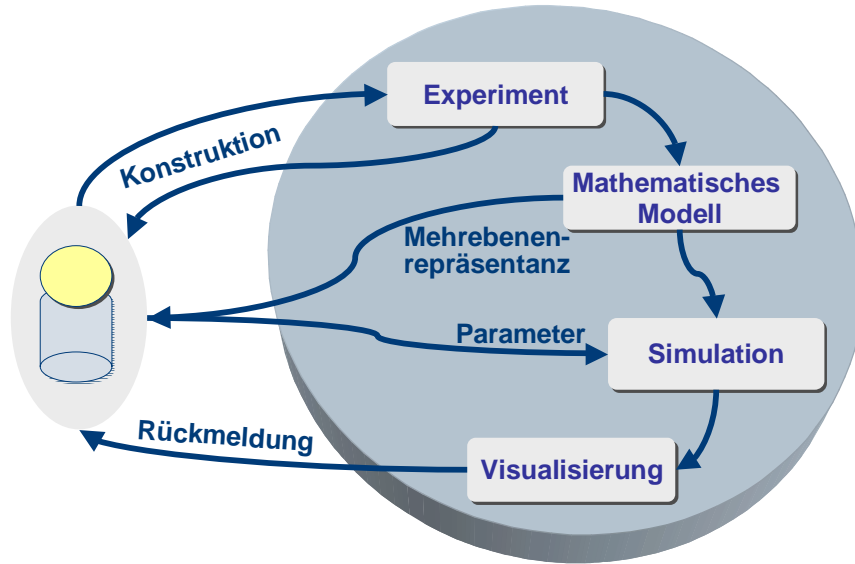 Experiment
Konstruktion
Mathematisches
Modell
Mehrebenen-
repräsentanz
Parameter
Simulation
Rückmeldung
Visualisierung